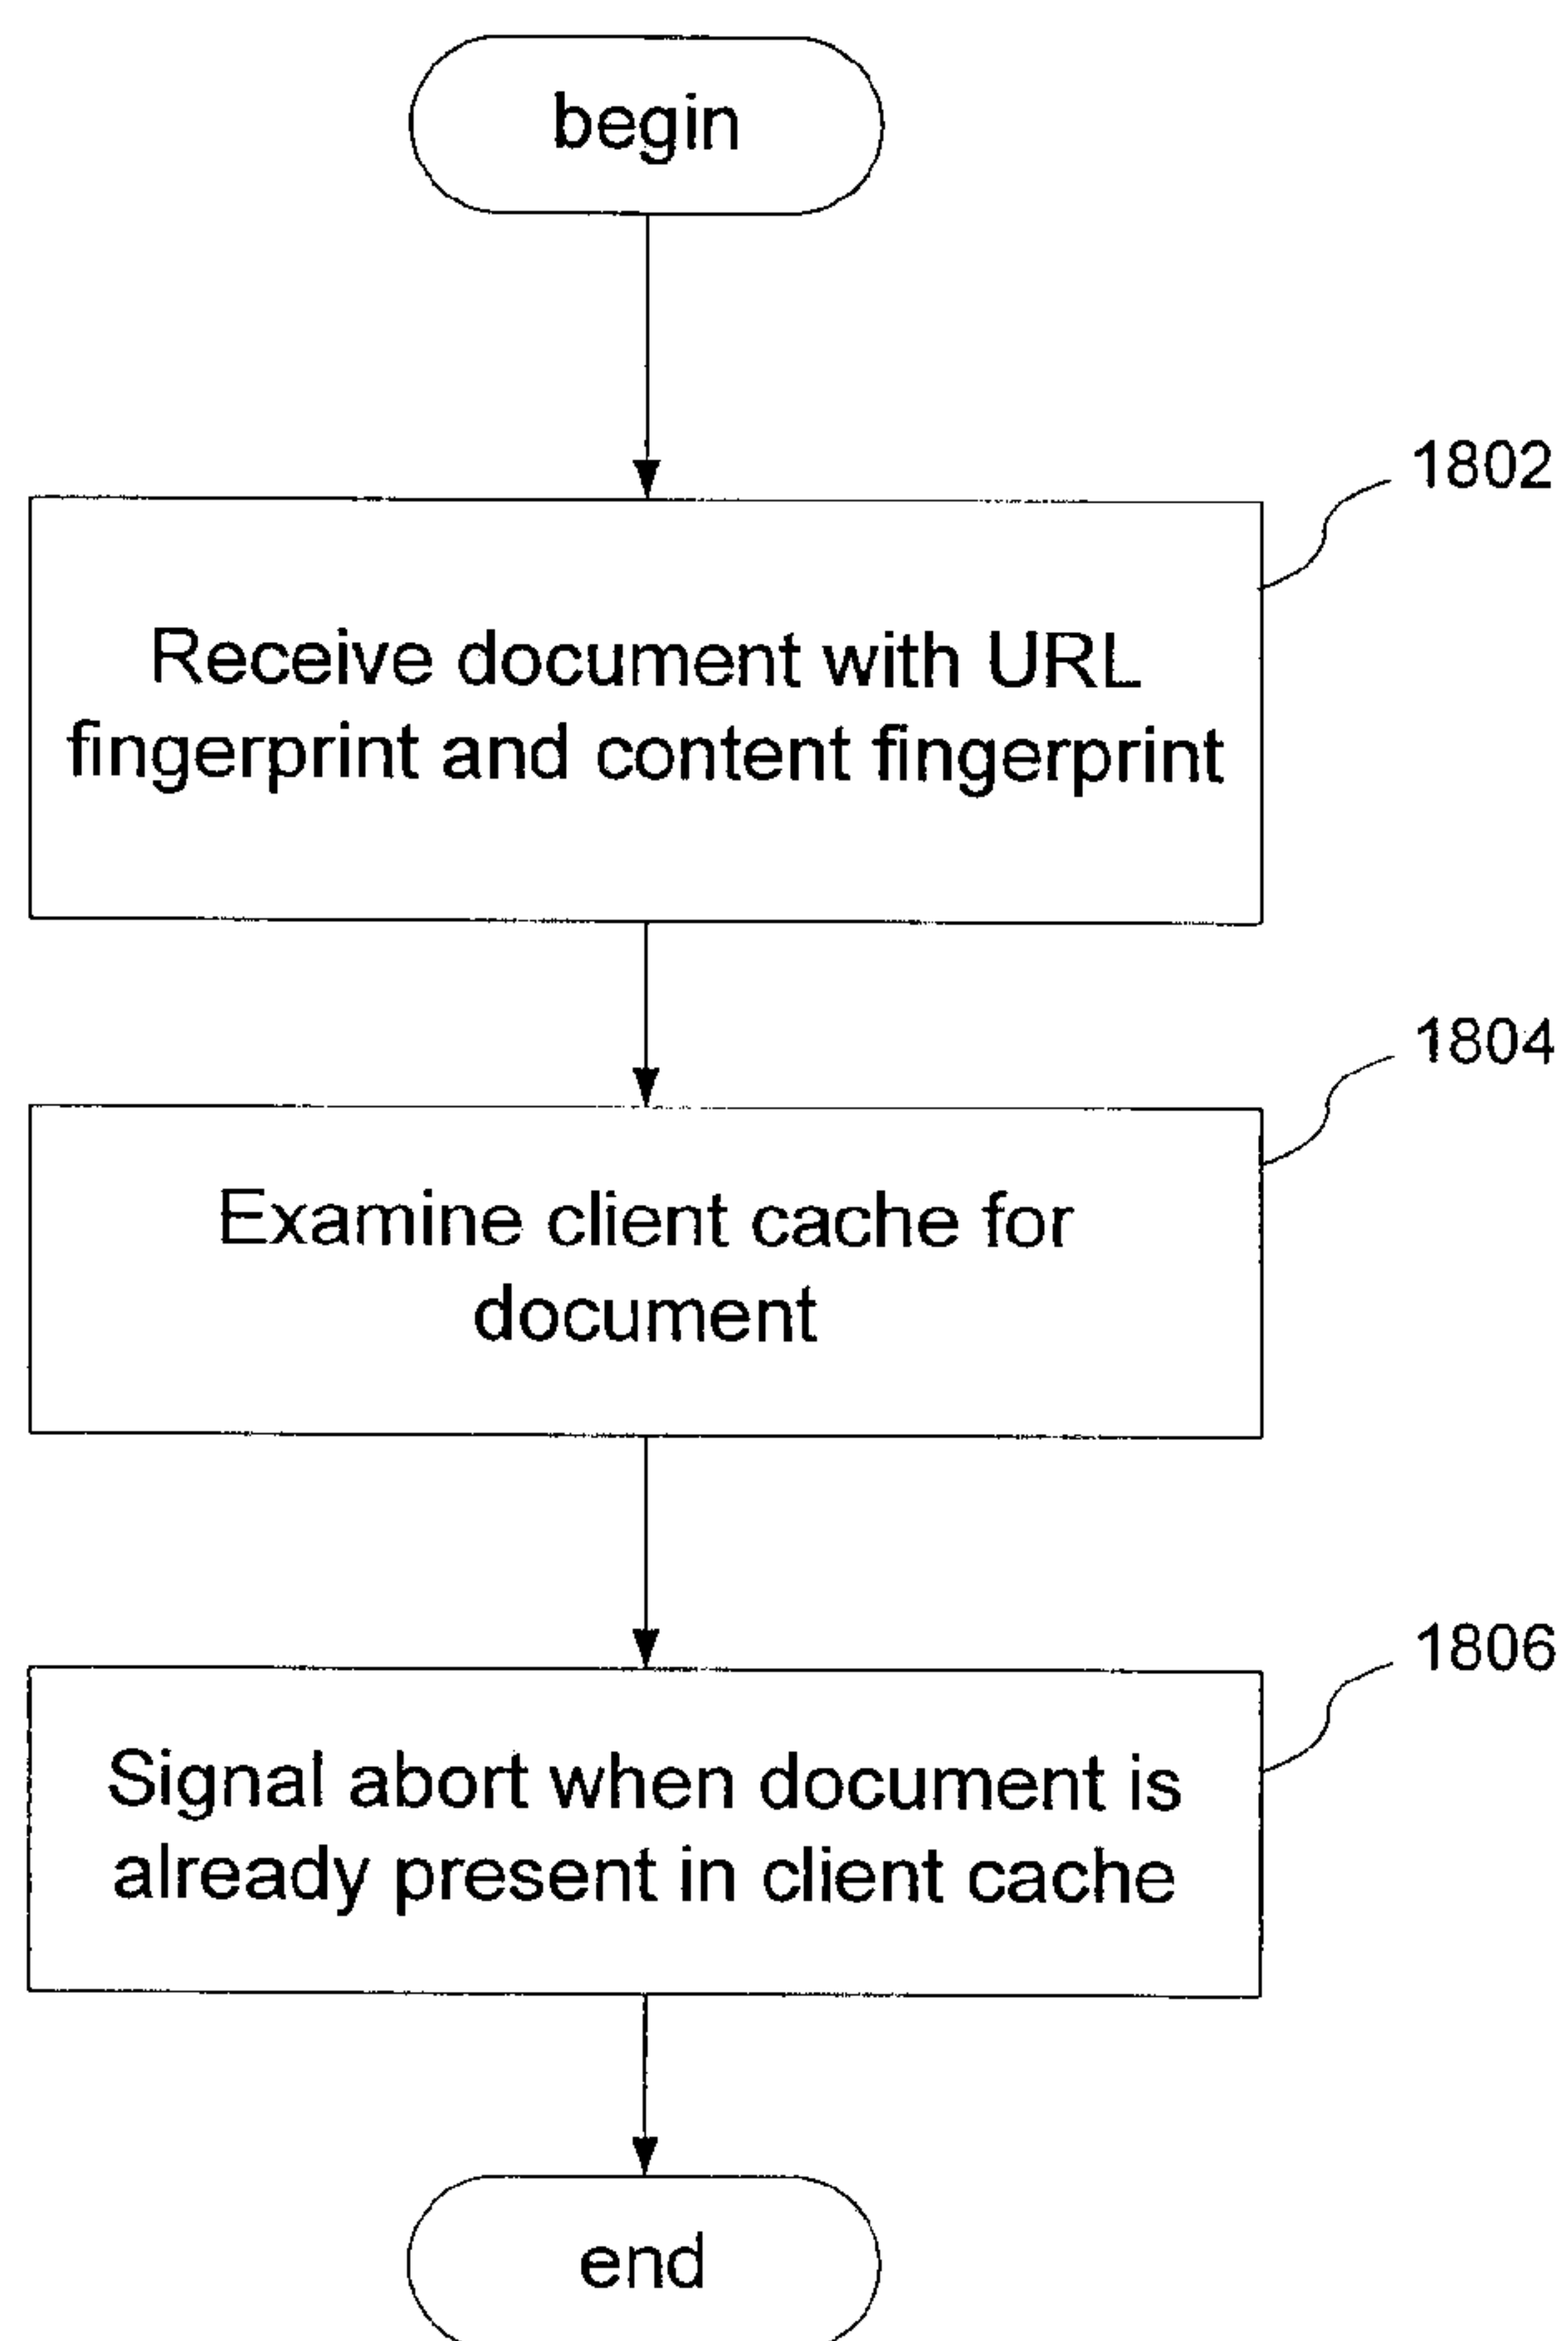 begin
1802
Receive document with URL
fingerprint and content fingerprint
1804
Examine client cache for
document
1806
Signal abort when document is
already present in client cache
end